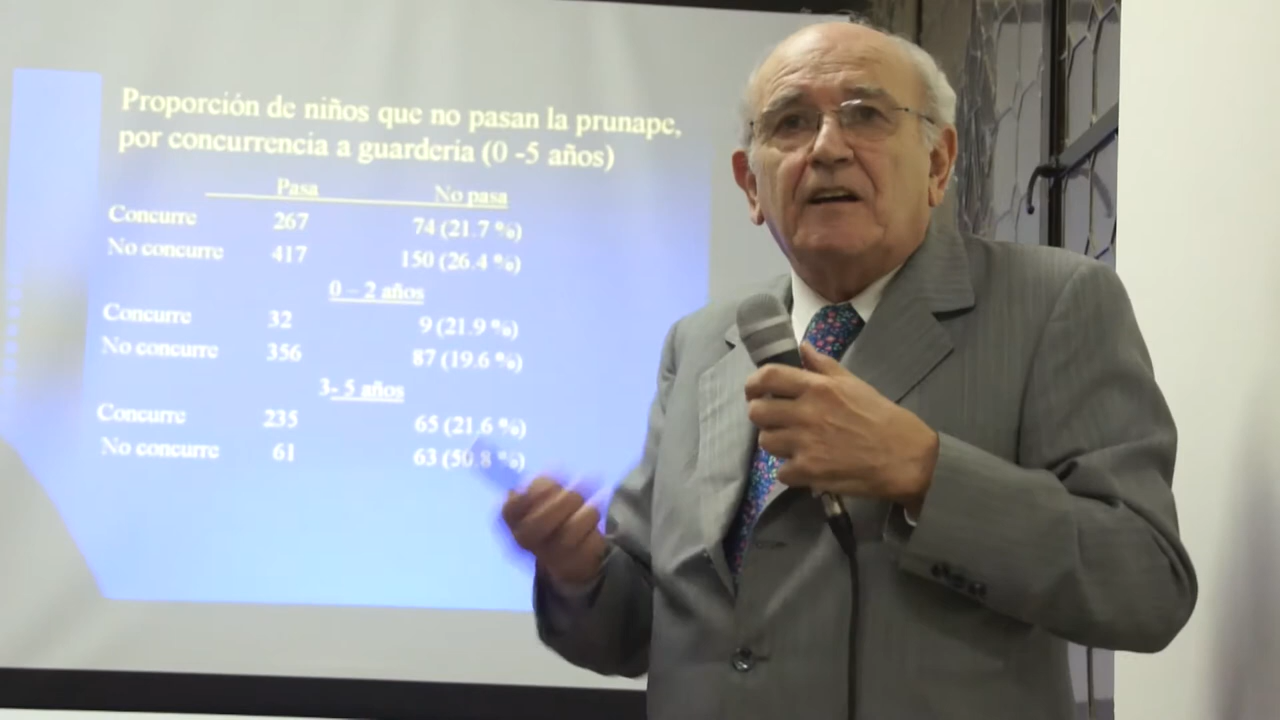 Proporción de niños que no pasan la prunape,
por concurrencia a guardería (0 -5 años)
Pasa No pasa
Concurre 267 74 (21.7 %)
No concurre 417 150 (26.4 %)
0 – 2 años
Concurre 32 9 (21.9 %)
No concurre 356 87 (19.6 %)
3- 5 años
Concurre 235 65 (21.6 %)
No concurre 61 63 (50.8 %)